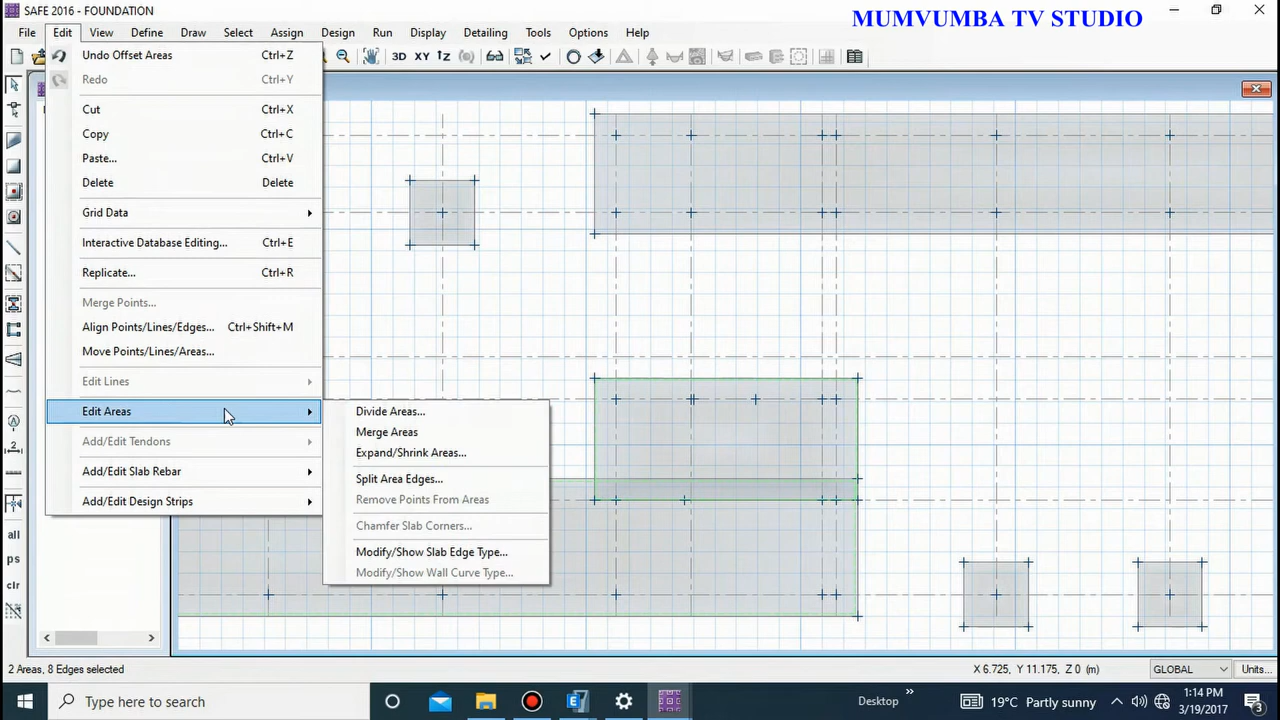 SAFE 2016 - FOUNDATION
MUMVUMBA TV STUDIO
File Edit View Define Draw Select Assign Design Run Display Detailing Tools Options Help
3D XY YZ
Undo Offset Areas Ctrl+Z
Redo Ctrl+Y
Cut Ctrl+X
Copy Ctrl+C
Paste... Ctrl+V
Delete Delete
Grid Data
Interactive Database Editing... Ctrl+E
Replicate... Ctrl+R
Merge Points...
Align Points/Lines/Edges... Ctrl+Shift+M
Move Points/Lines/Areas...
Edit Lines
Edit Areas
Add/Edit Tendons
Add/Edit Slab Rebar
Add/Edit Design Strips
Divide Areas...
Merge Areas
Expand/Shrink Areas...
Split Area Edges...
Remove Points From Areas
Chamfer Slab Corners...
Modify/Show Slab Edge Type...
Modify/Show Wall Curve Type...
all
ps
clr
2 Areas, 8 Edges selected
X 6.725, Y 11.175, Z 0 (m)
GLOBAL
Units...
Type here to search
Desktop
19°C Partly sunny
1:14 PM
3/19/2017
3